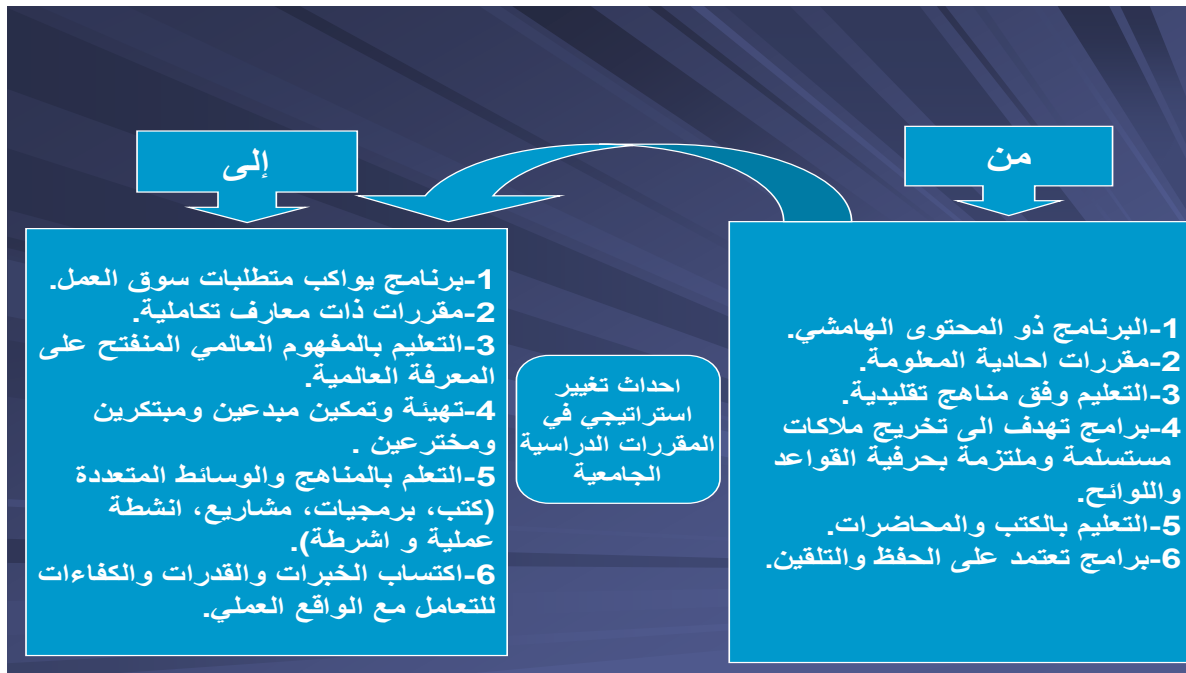 من
1-البرنامج ذو المحتوى الهامشي.
2-مقررات احادية المعلومة.
3-التعليم وفق مناهج تقليدية.
4-برامج تهدف الى تخريج ملاكات
مستسلمة وملتزمة بحرفية القواعد
واللوائح.
5-التعليم بالكتب والمحاضرات.
6-برامج تعتمد على الحفظ والتلقين.
احداث تغيير
استراتيجي في
المقررات الدراسية
الجامعية
إلى
1-برنامج يواكب متطلبات سوق العمل.
2-مقررات ذات معارف تكاملية.
3-التعليم بالمفهوم العالمي المنفتح على
المعرفة العالمية.
4-تهيئة وتمكين مبدعين ومبتكرين
ومخترعين .
5-التعلم بالمناهج والوسائط المتعددة
(كتب، برمجيات، مشاريع، انشطة
عملية و اشرطة).
6-اكتساب الخبرات والقدرات والكفاءات
للتعامل مع الواقع العملي.